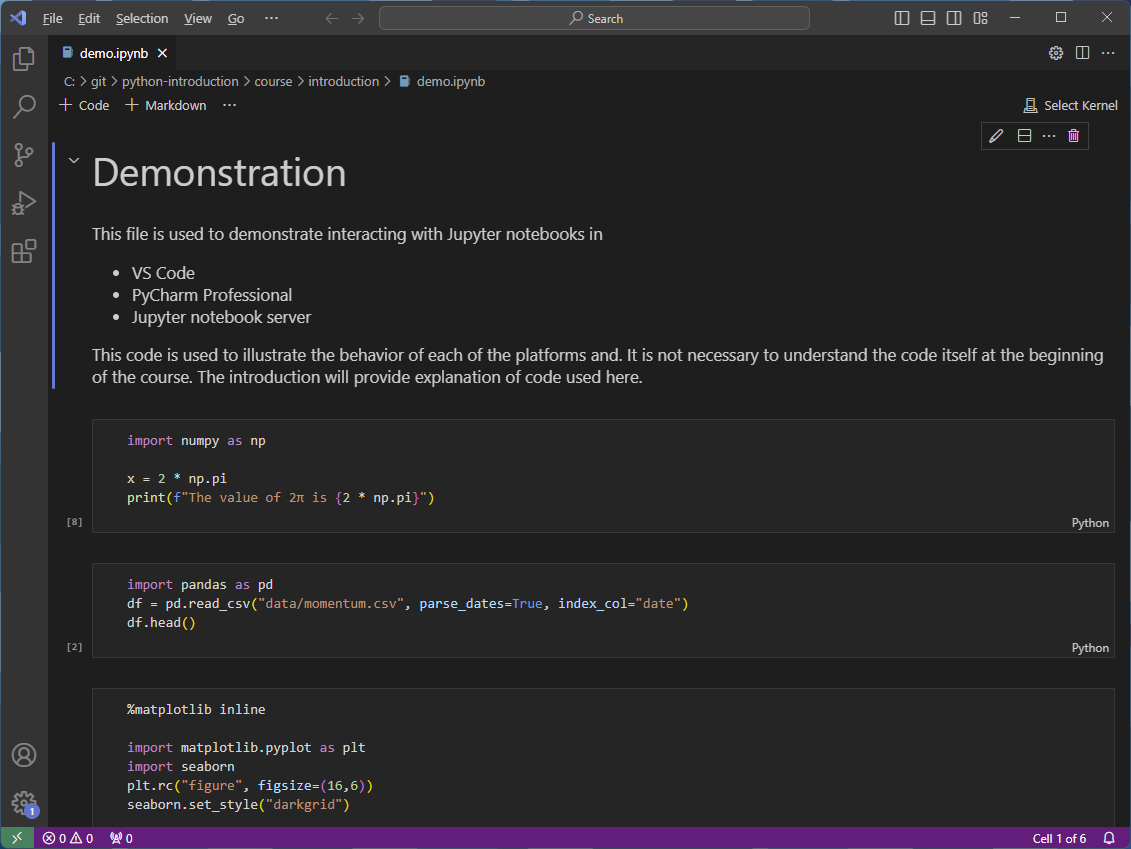 File Edit Selection View Go ··· Search
demo.ipynb
C: > git > python-introduction > course > introduction > demo.ipynb
+ Code + Markdown ··· Select Kernel
Demonstration
This file is used to demonstrate interacting with Jupyter notebooks in
• VS Code
• PyCharm Professional
• Jupyter notebook server
This code is used to illustrate the behavior of each of the platforms and. It is not necessary to understand the code itself at the beginning
of the course. The introduction will provide explanation of code used here.
import numpy as np
x = 2 * np.pi
print(f"The value of 2π is {2 * np.pi}")
[8]
Python
import pandas as pd
df = pd.read_csv("data/momentum.csv", parse_dates=True, index_col="date")
df.head()
[2]
Python
%matplotlib inline
import matplotlib.pyplot as plt
import seaborn
plt.rc("figure", figsize=(16,6))
seaborn.set_style("darkgrid")
1
0 0 0 Cell 1 of 6